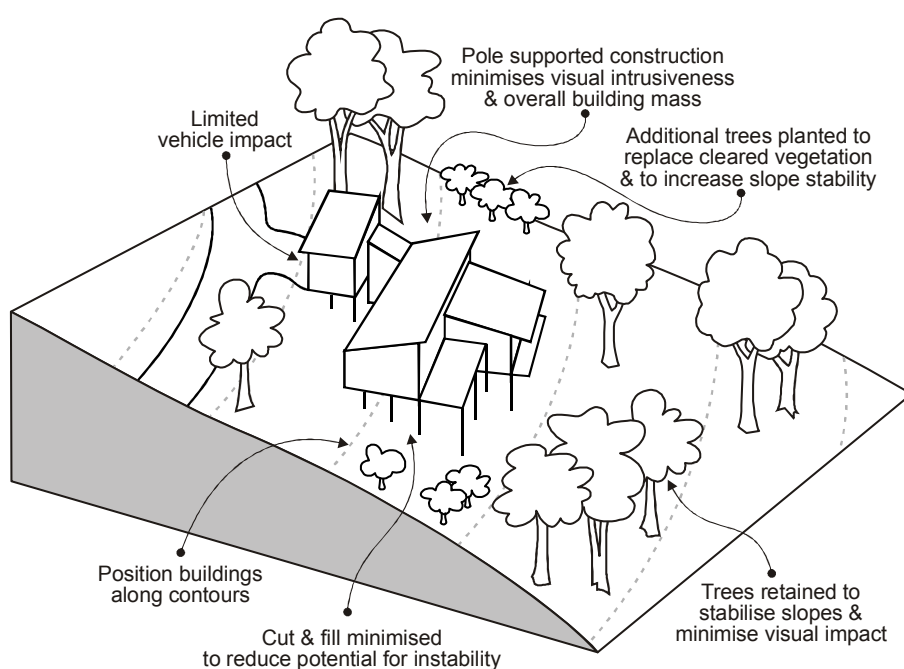 Pole supported construction
minimises visual intrusiveness
& overall building mass
Limited
vehicle impact
Additional trees planted to
replace cleared vegetation
& to increase slope stability
Position buildings
along contours
Cut & fill minimised
to reduce potential for instability
Trees retained to
stabilise slopes &
minimise visual impact